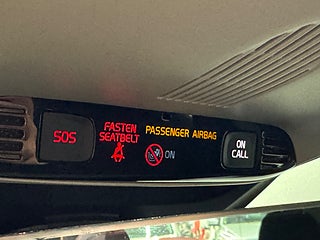 SOS
FASTEN
SEATBELT
PASSENGER AIRBAG
ON
ON
CALL